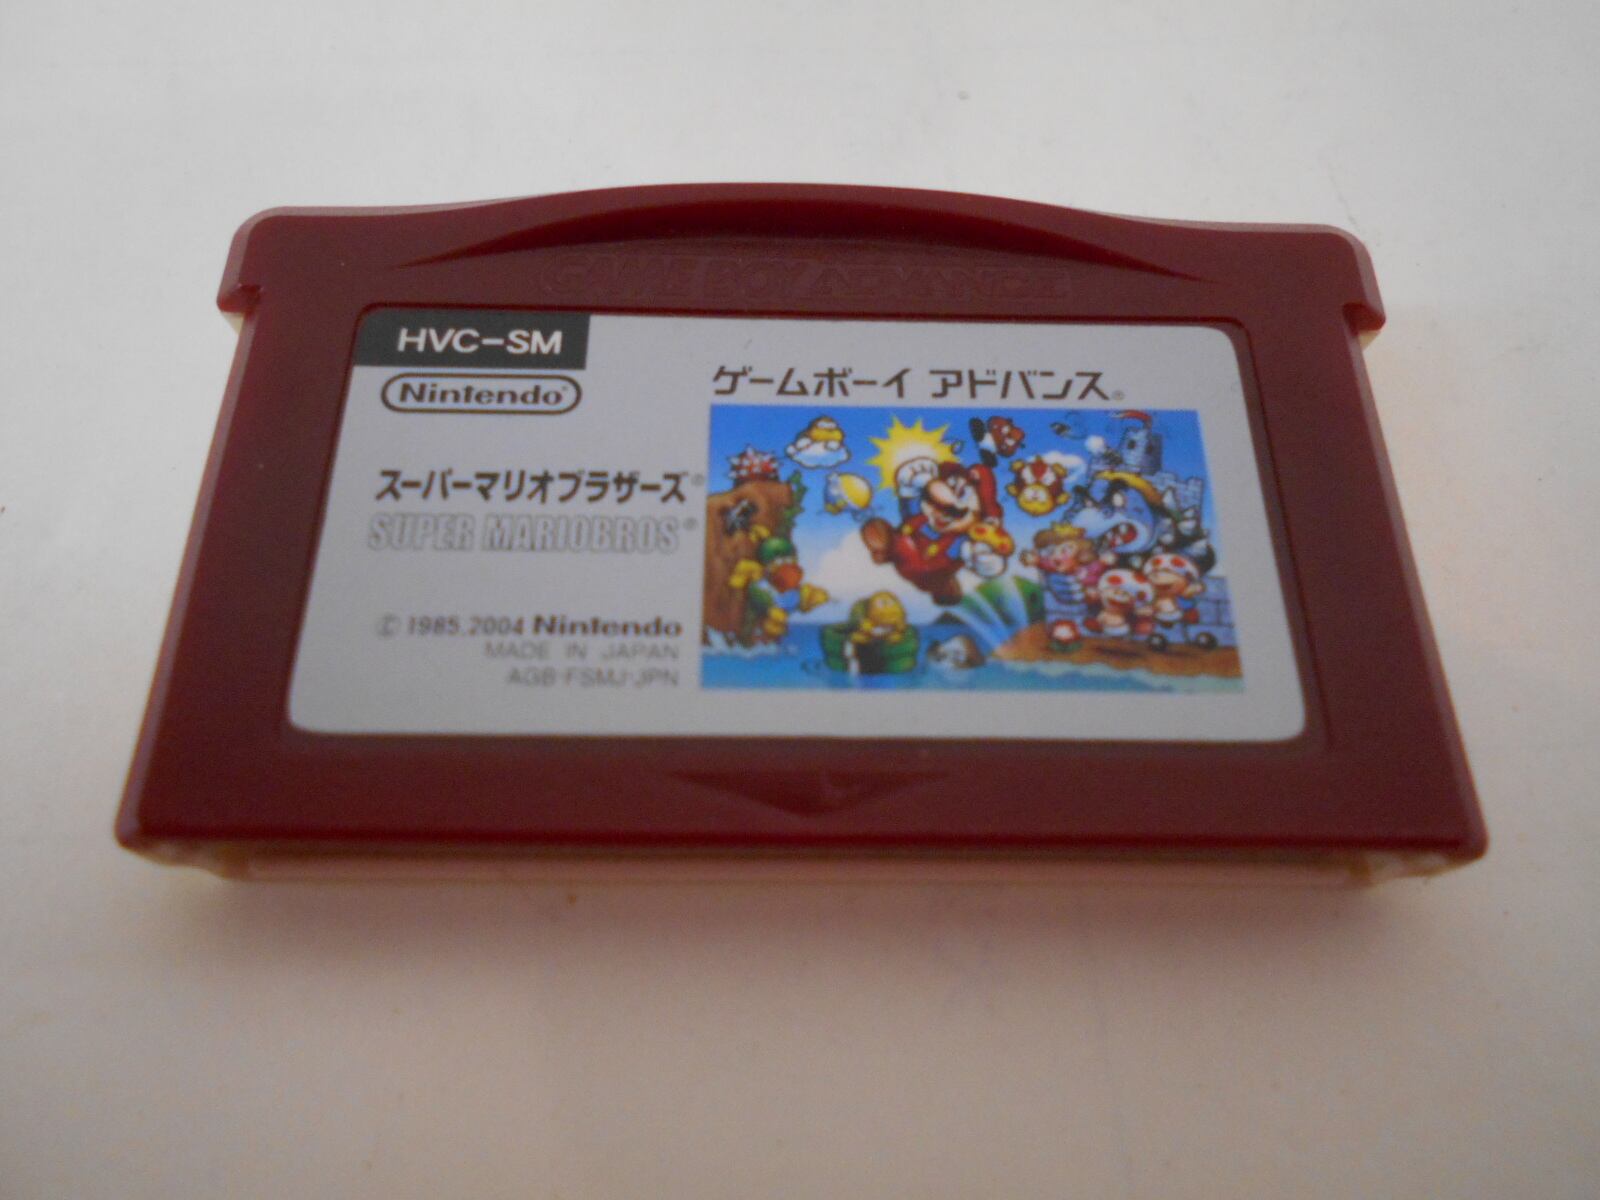 GAME BOY ADVANCE
HVC-SM
Nintendo®
ゲームボーイ アドバンス®
スーパーマリオブラザーズ®
SUPER MARIOBROS®
© 1985,2004 Nintendo
MADE IN JAPAN
AGB-FSMJ-JPN